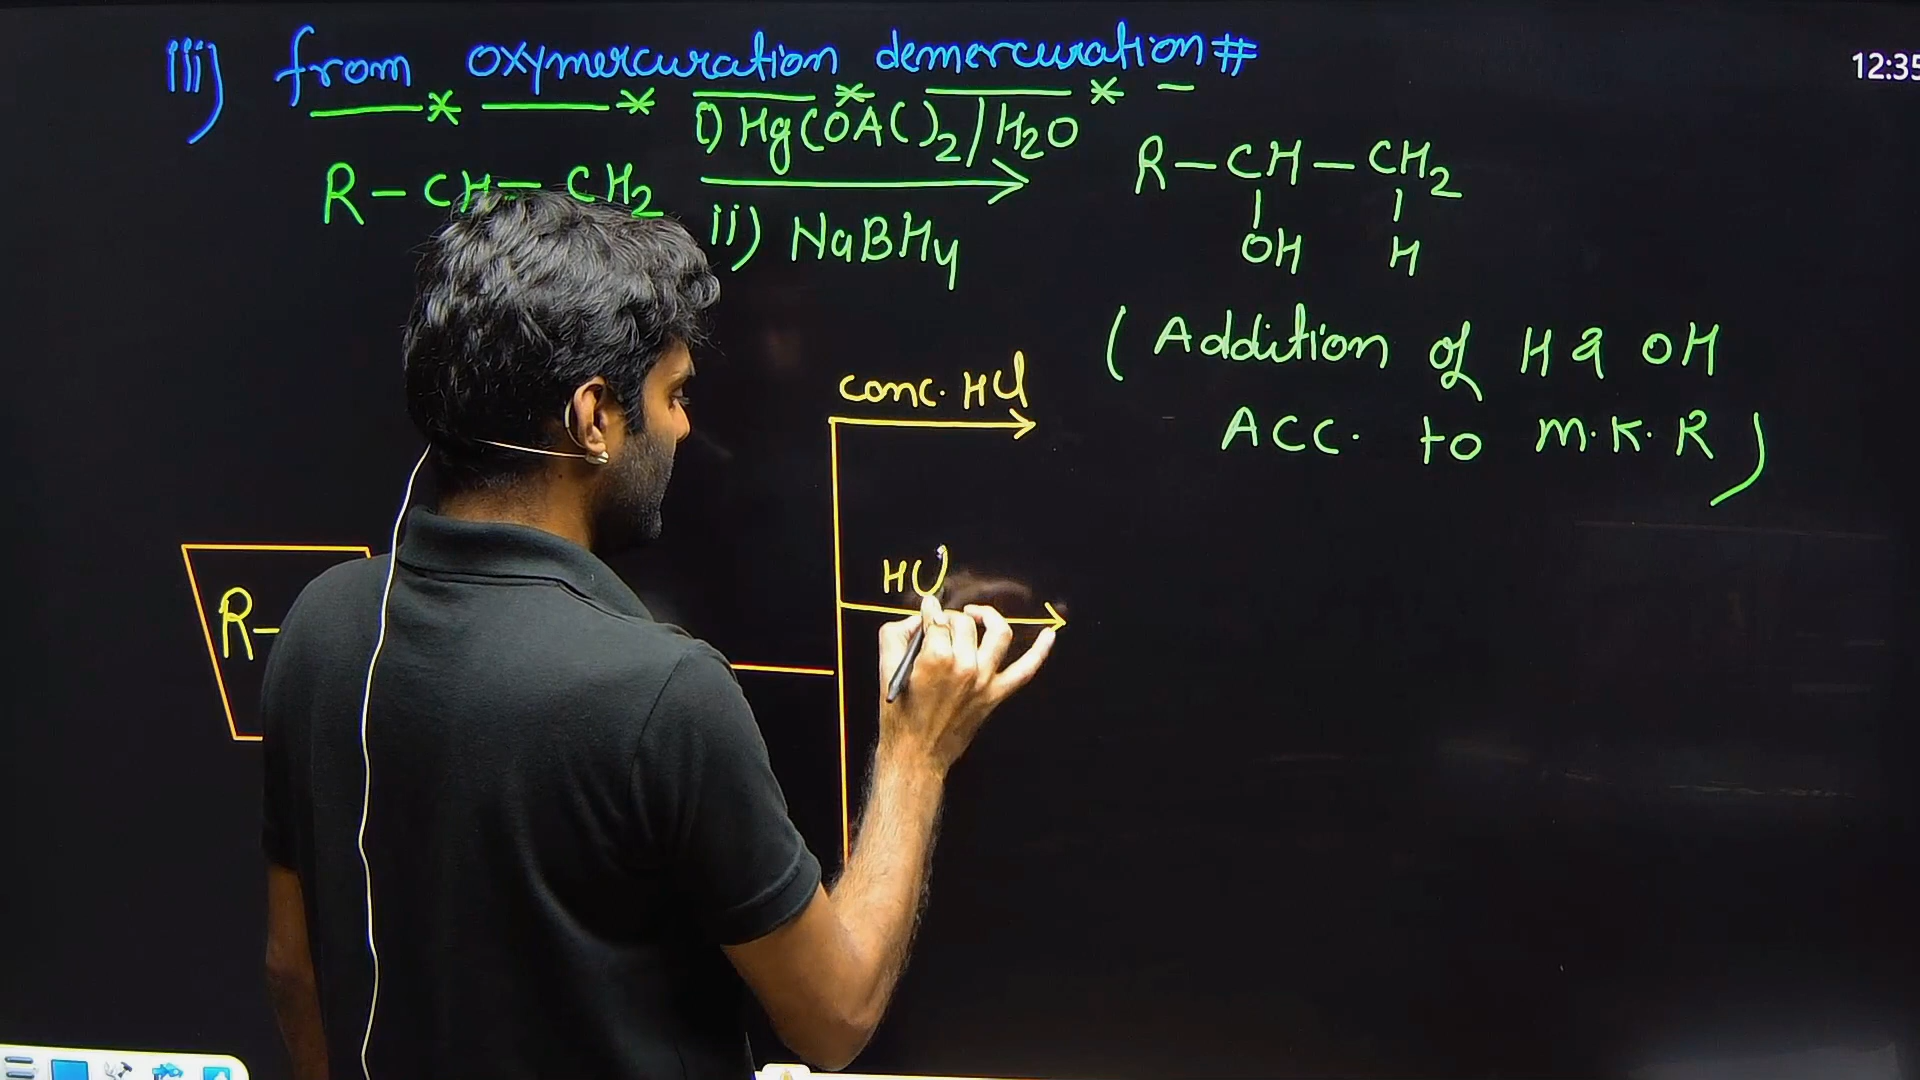 iii) from oxymercuration demercuration #
12:35
R - CH - CH2
i) Hg(OAC)2 / H2O
ii) NaBH4
R - CH - CH2
OH H
(Addition of H & OH
ACC. to M.K.R)
conc. HCl
HCl
R -